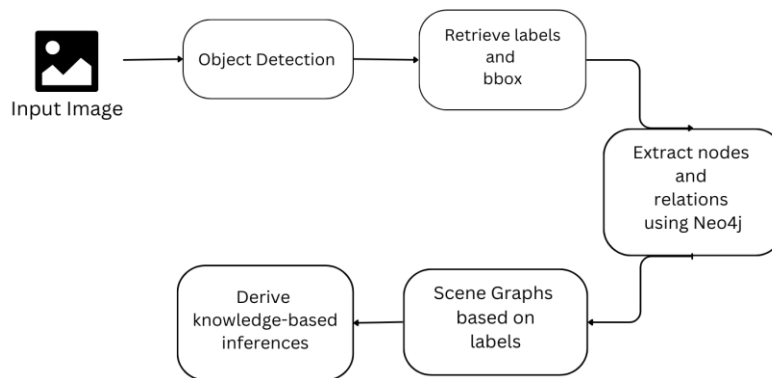 Input Image
Object Detection
Retrieve labels
and
bbox
Extract nodes
and
relations
using Neo4j
Scene Graphs
based on
labels
Derive
knowledge-based
inferences